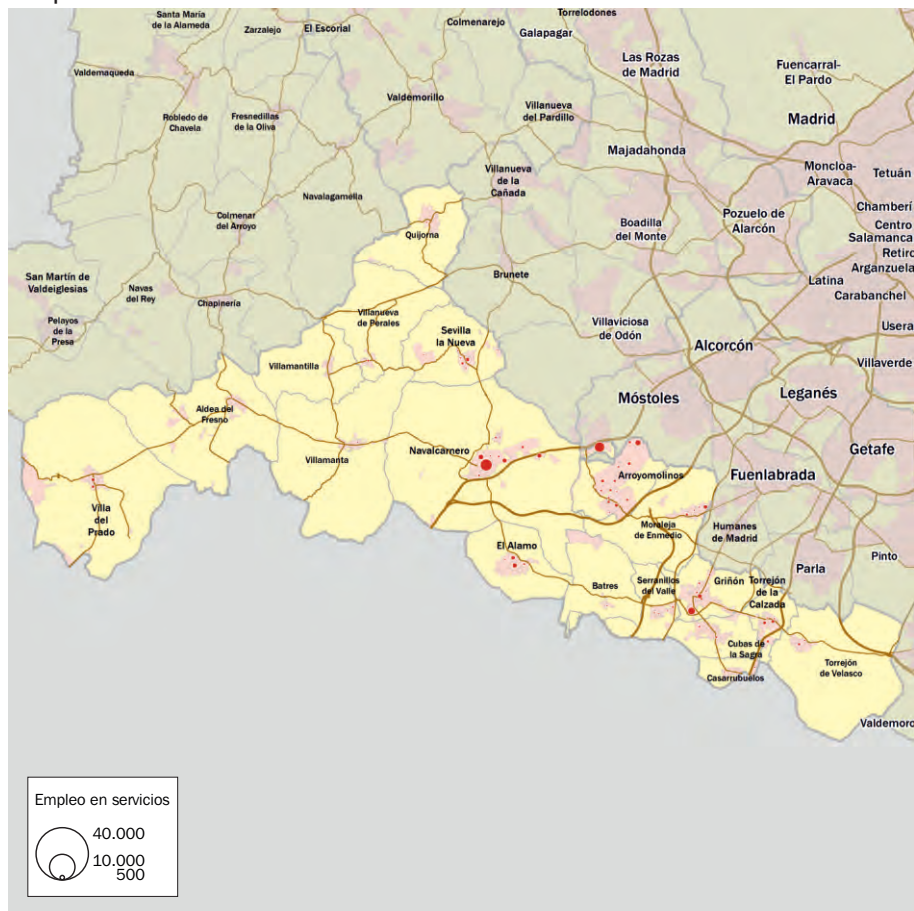 Santa María
de la Alameda
Zarzalejo
El Escorial
Colmenarejo
Torrelodones
Galapagar
Las Rozas
de Madrid
Fuencarral-
El Pardo
Valdemaqueda
Robledo de
Chavela
Fresnedillas
de la Oliva
Valdemorillo
Villanueva
del Pardillo
Madrid
Majadahonda
Moncloa-
Aravaca
Tetuán
Villanueva
de la
Cañada
Navalagamella
Chamberí
Centro
Salamanca
Retiro
Arganzuela
Colmenar
del Arroyo
Quijorna
Boadilla
del Monte
Pozuelo de
Alarcón
Latina
Carabanchel
San Martín de
Valdeiglesias
Navas
del Rey
Chapinería
Brunete
Pelayos
de la
Presa
Villanueva
de Perales
Sevilla
la Nueva
Villaviciosa
de Odón
Usera
Alcorcón
Villaverde
Villamantilla
Móstoles
Leganés
Aldea del
Fresno
Villamanta
Navalcarnero
Getafe
Arroyomolinos
Fuenlabrada
Villa
del
Prado
Moraleja
de Enmedio
Humanes
de Madrid
El Alamo
Pinto
Parla
Batres
Serranillos
del Valle
Griñón
Torrejón
de la
Calzada
Cubas de
la Sagra
Casarrubuelos
Torrejón
de Velasco
Valdemoro
Empleo en servicios
40.000
10.000
500